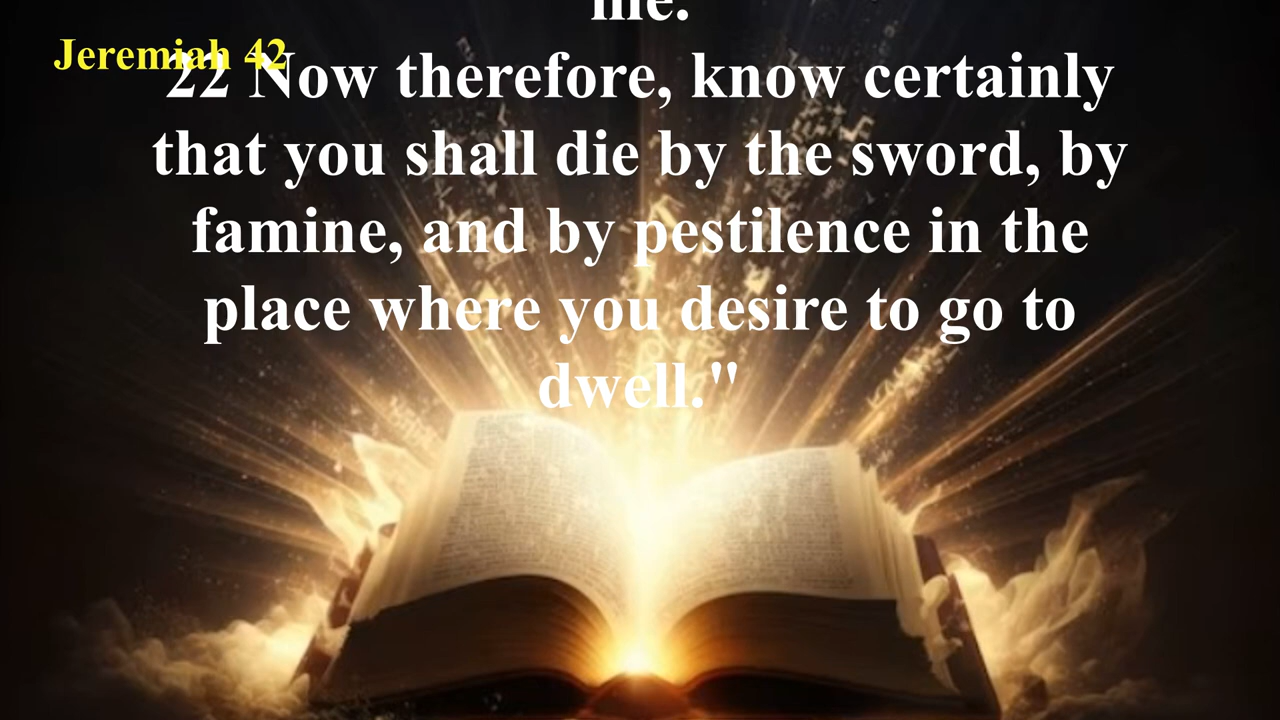 me.
Jeremiah 42
22 Now therefore, know certainly
that you shall die by the sword, by
famine, and by pestilence in the
place where you desire to go to
dwell."